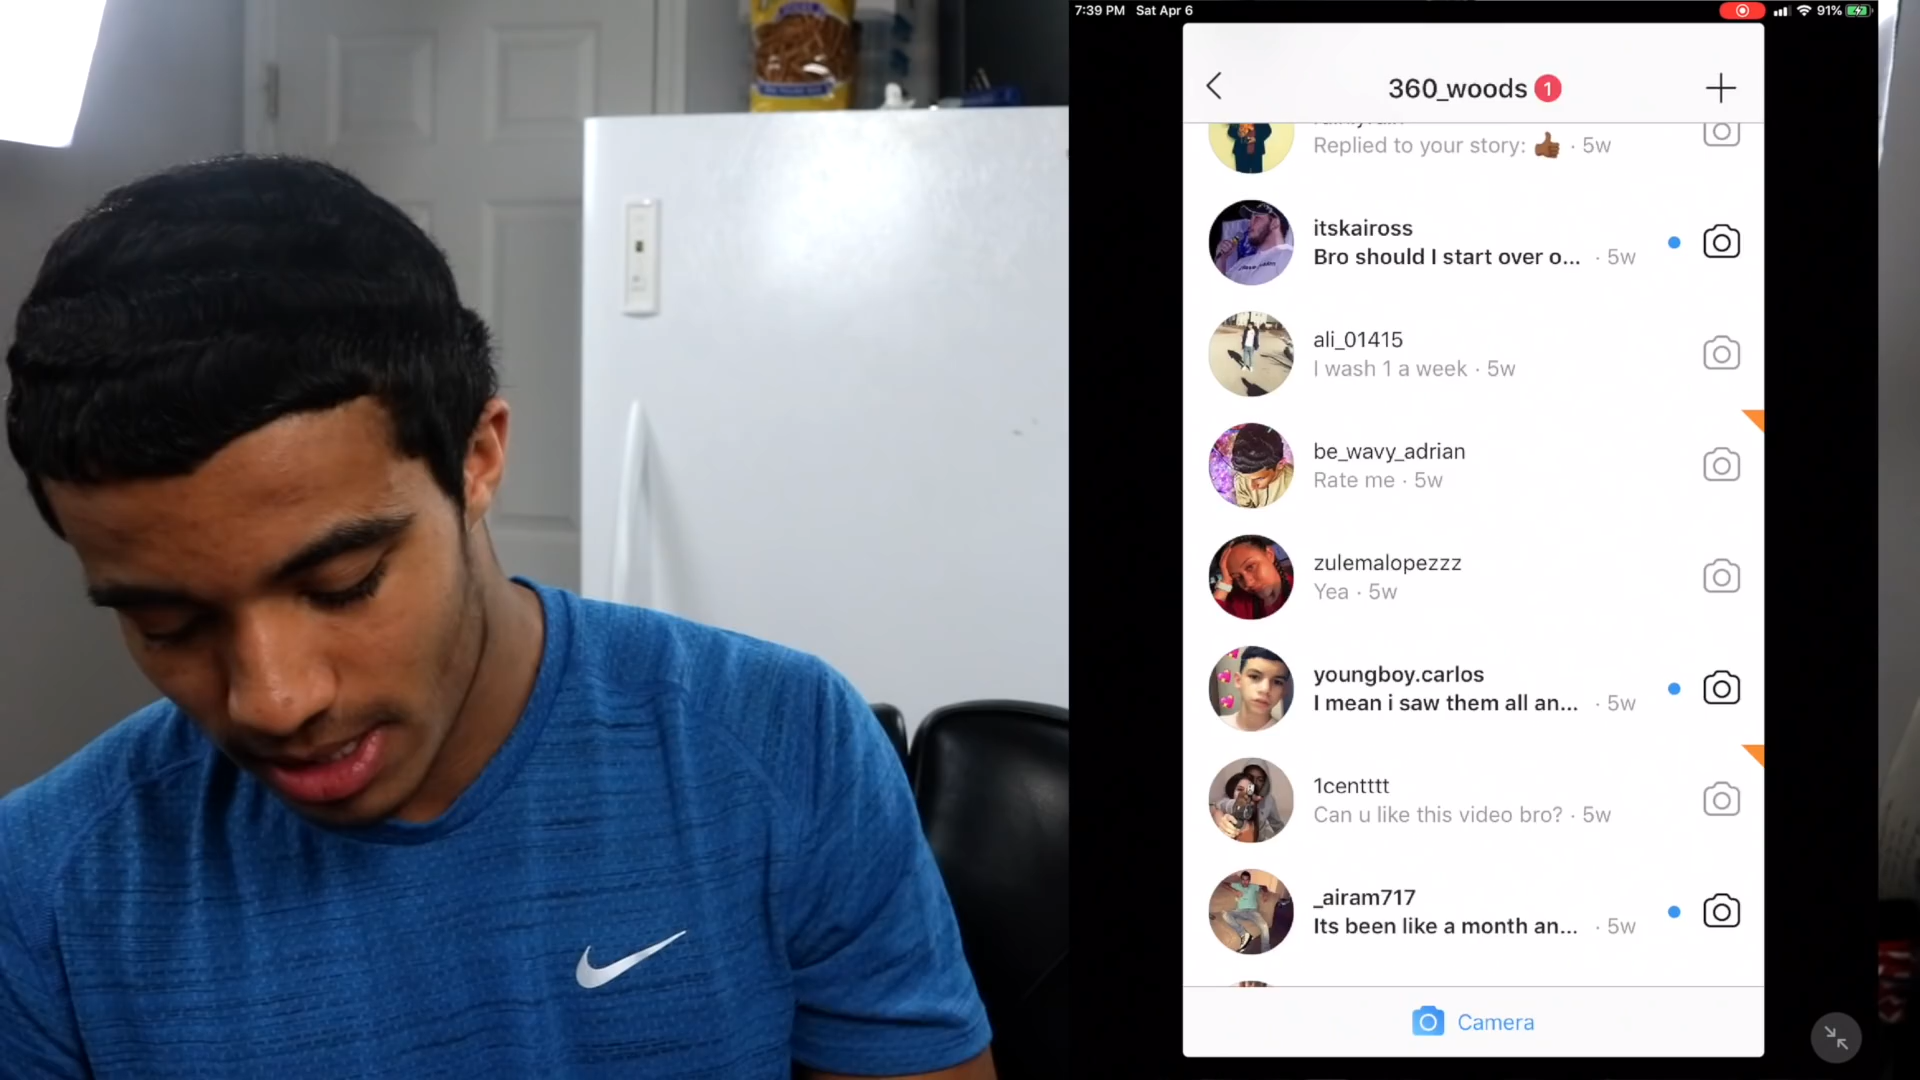 7:39 PM Sat Apr 6
91%
360_woods 1
Replied to your story: 👍🏾 · 5w
itskaiross
Bro should I start over o... · 5w
ali_01415
I wash 1 a week · 5w
be_wavy_adrian
Rate me · 5w
zulemalopezzz
Yea · 5w
youngboy.carlos
I mean i saw them all an... · 5w
1centttt
Can u like this video bro? · 5w
_airam717
Its been like a month an... · 5w
Camera